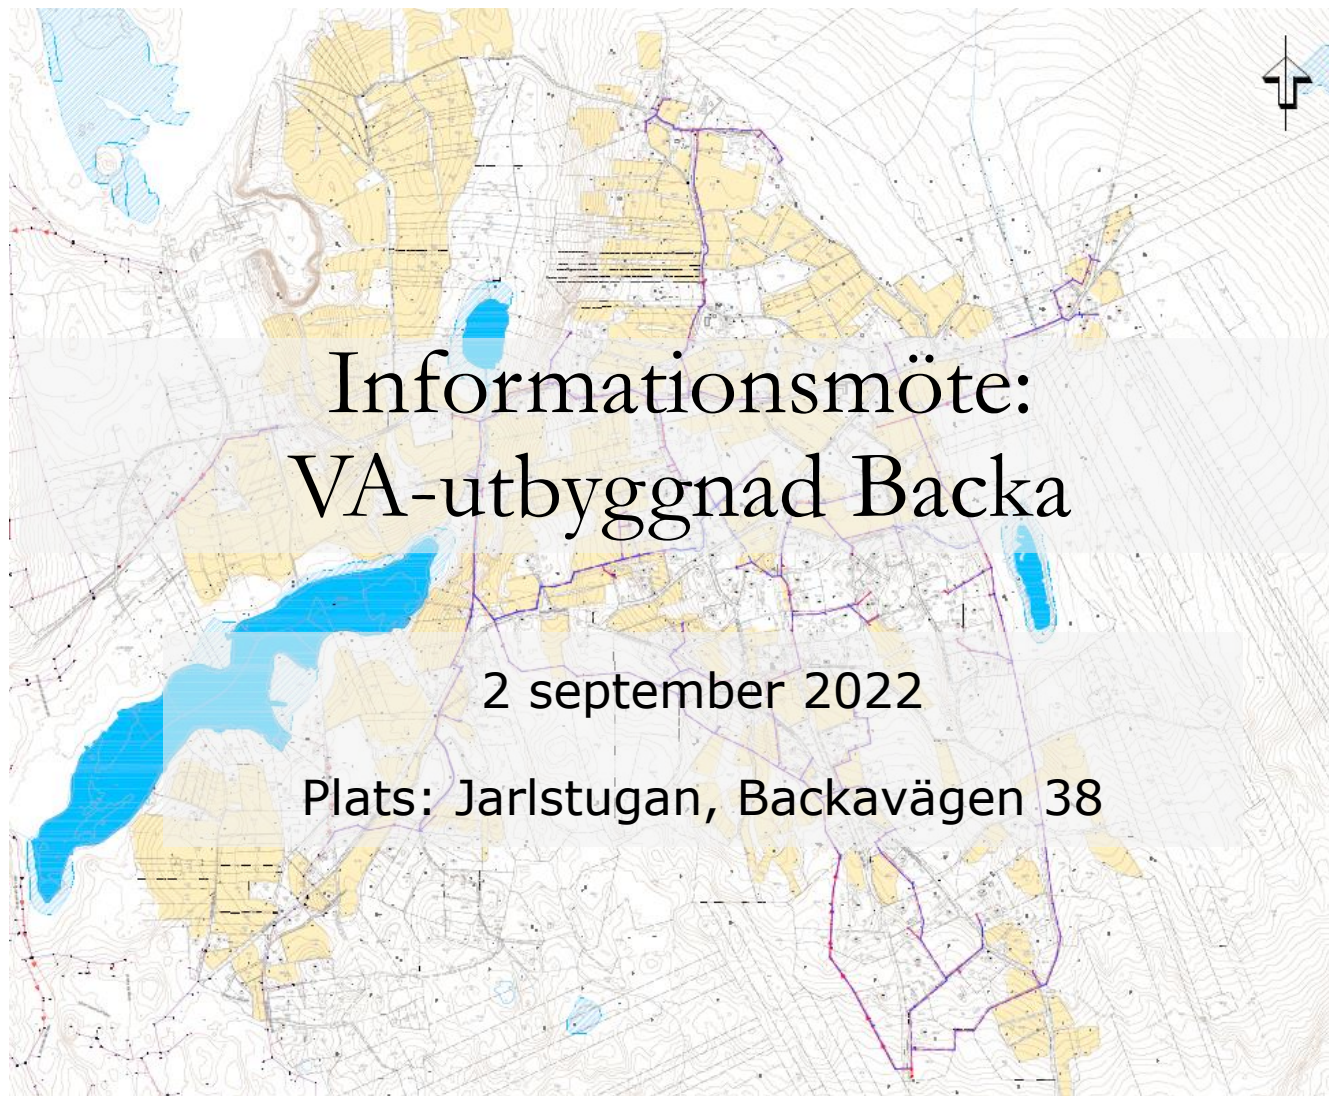 Informationsmöte:
VA-utbyggnad Backa
2 september 2022
Plats: Jarlstugan, Backavägen 38